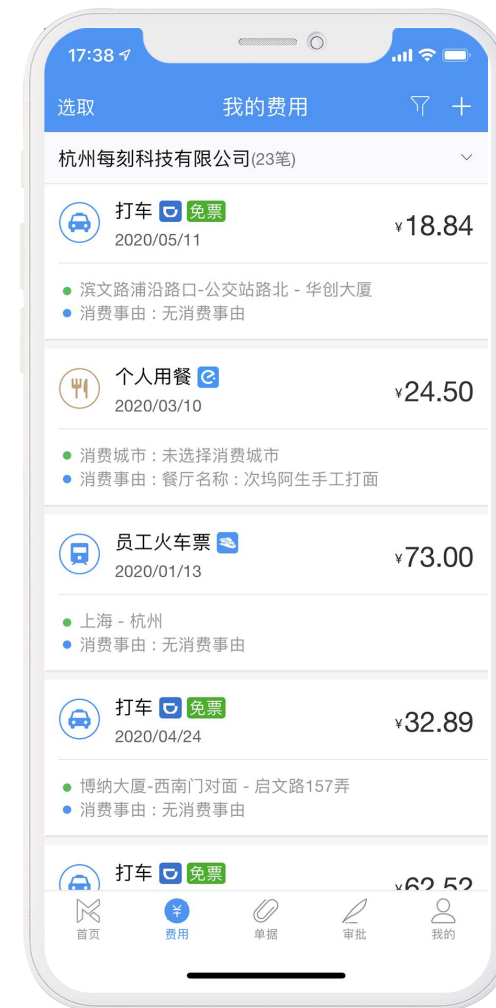 17:38
选取 我的费用
杭州每刻科技有限公司(23笔)
打车 免票
2020/05/11
¥18.84
滨文路浦沿路口-公交站路北 - 华创大厦
消费事由：无消费事由
个人用餐
2020/03/10
¥24.50
消费城市：未选择消费城市
消费事由：餐厅名称：次坞阿生手工打面
员工火车票
2020/01/13
¥73.00
上海 - 杭州
消费事由：无消费事由
打车 免票
2020/04/24
¥32.89
博纳大厦-西南门对面 - 启文路157弄
消费事由：无消费事由
打车 免票
¥62.52
¥
首页 费用 单据 审批 我的